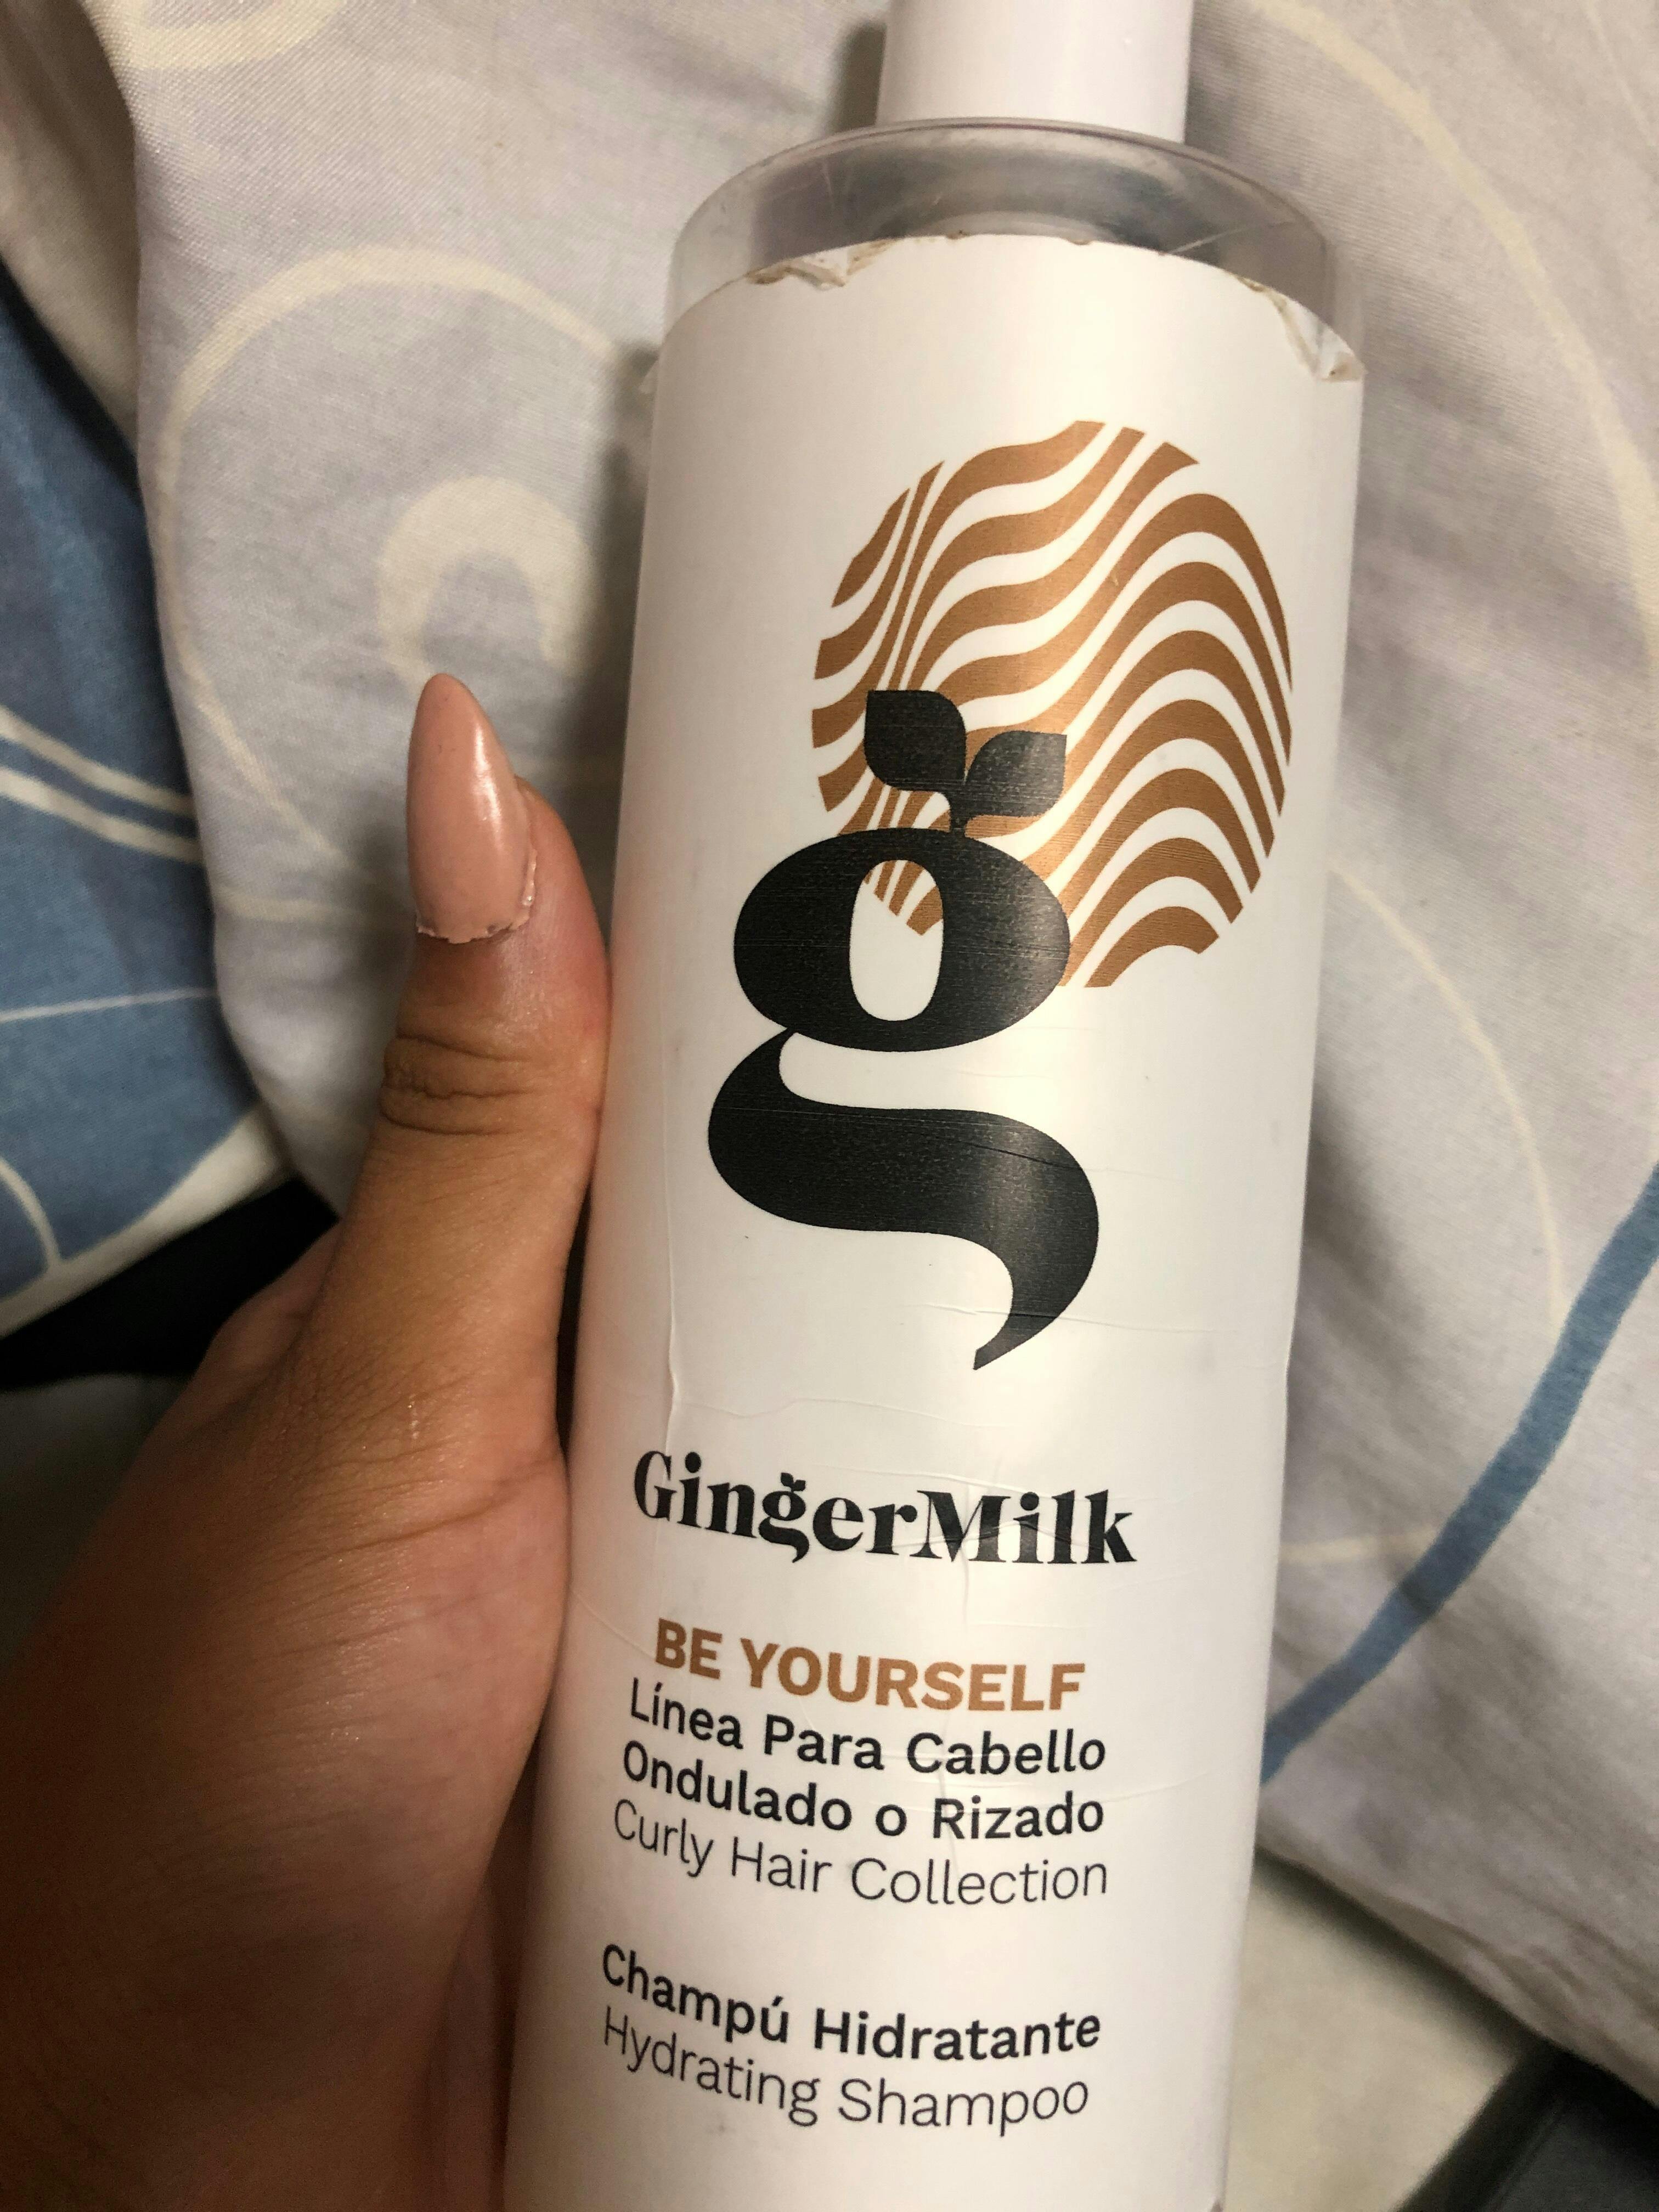 g
GingerMilk
BE YOURSELF
Línea Para Cabello
Ondulado o Rizado
Curly Hair Collection
Champú Hidratante
Hydrating Shampoo